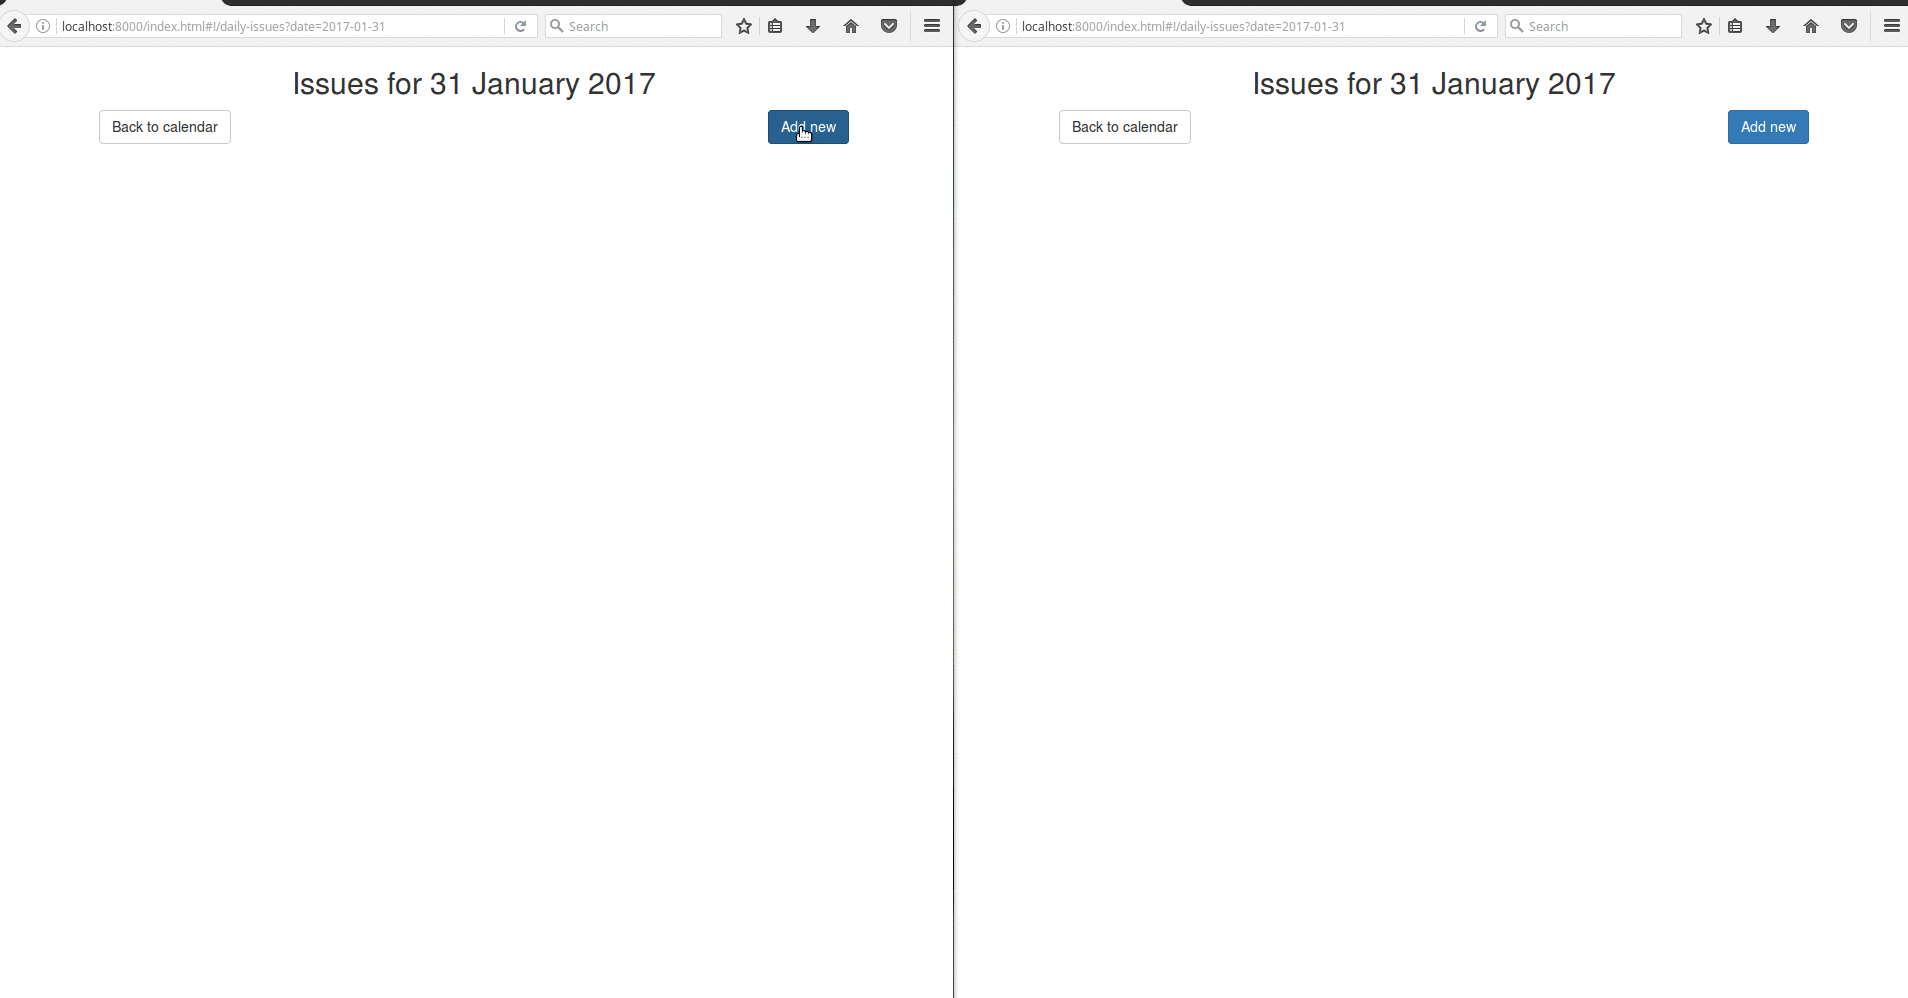 localhost:8000/index.html#!/daily-issues?date=2017-01-31
Search
Issues for 31 January 2017
Back to calendar
Add new
localhost:8000/index.html#!/daily-issues?date=2017-01-31
Search
Issues for 31 January 2017
Back to calendar
Add new